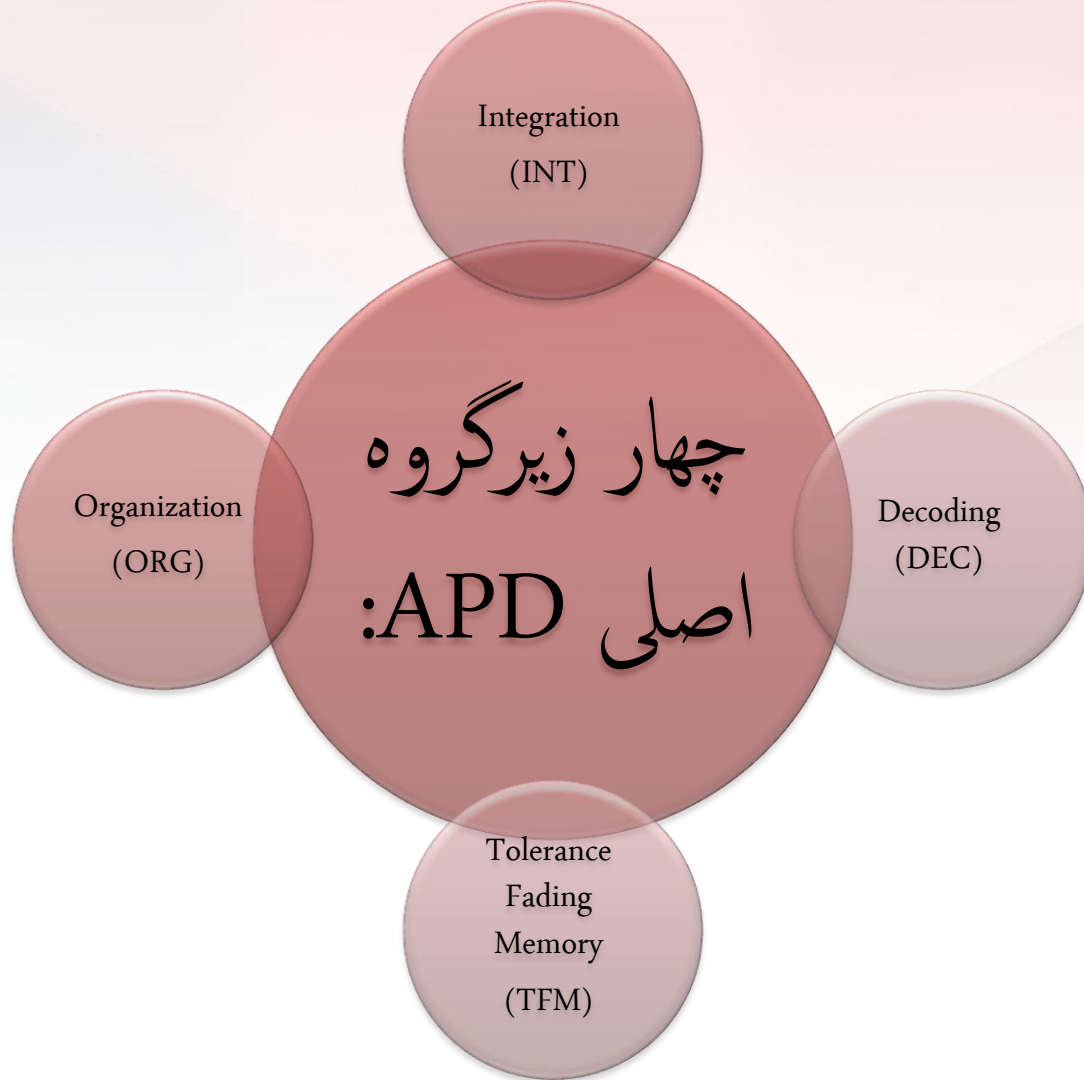 Integration
(INT)
چهار زیرگروه
اصلی APD:
Organization
(ORG)
Decoding
(DEC)
Tolerance
Fading
Memory
(TFM)